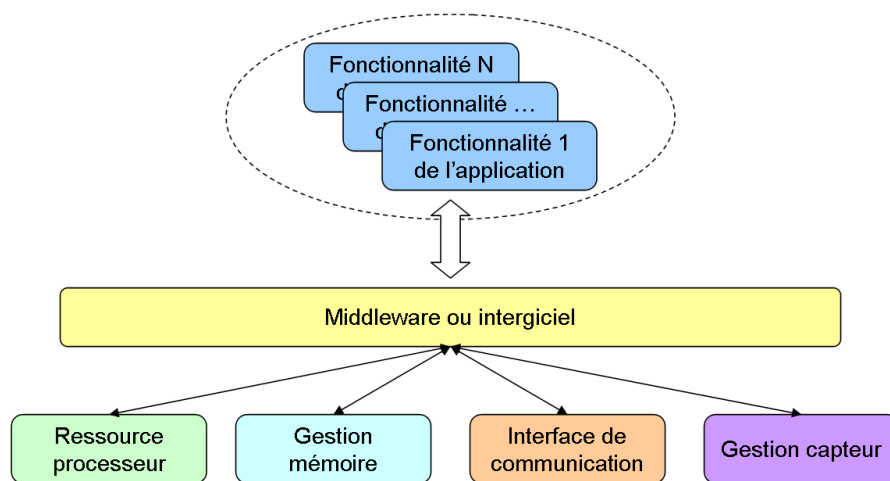 Fonctionnalité N
d
Fonctionnalité …
d
Fonctionnalité 1
de l’application
Middleware ou intergiciel
Ressource
processeur
Gestion
mémoire
Interface de
communication
Gestion capteur